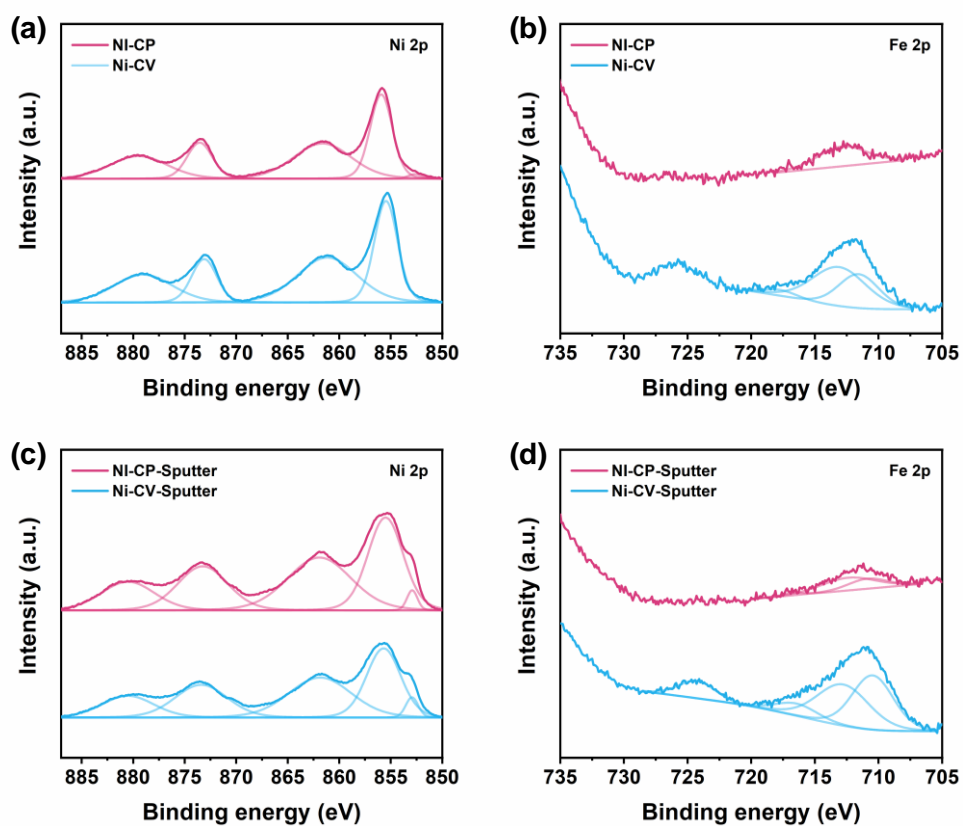 (a)
NI-CP
Ni-CV
Ni 2p
Intensity (a.u.)
885 880 875 870 865 860 855 850
Binding energy (eV)
(b)
NI-CP
Ni-CV
Fe 2p
Intensity (a.u.)
735 730 725 720 715 710 705
Binding energy (eV)
(c)
NI-CP-Sputter
Ni-CV-Sputter
Ni 2p
Intensity (a.u.)
885 880 875 870 865 860 855 850
Binding energy (eV)
(d)
NI-CP-Sputter
Ni-CV-Sputter
Fe 2p
Intensity (a.u.)
735 730 725 720 715 710 705
Binding energy (eV)